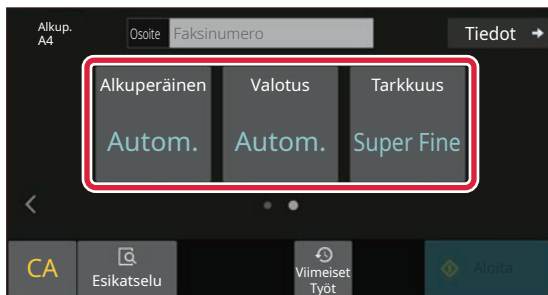 Alkup.
A4
Osoite Faksinumero
Tiedot
Alkuperäinen Valotus Tarkkuus
Autom. Autom. Super Fine
CA
Esikatselu
Viimeiset
Työt
Aloita